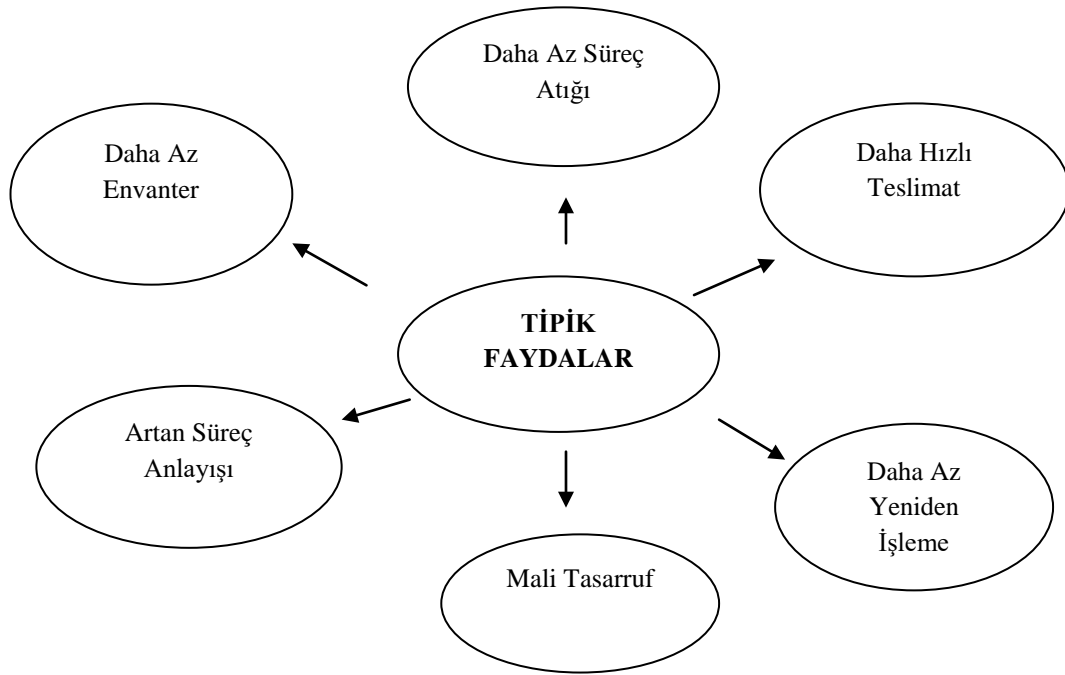 Daha Az Süreç
Atığı
Daha Az
Envanter
Daha Hızlı
Teslimat
TİPİK
FAYDALAR
Artan Süreç
Anlayışı
Daha Az
Yeniden
İşleme
Mali Tasarruf